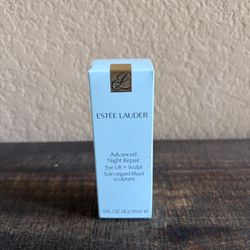 ESTĒE LAUDER
Advanced
Night Repair
Eye Lift + Sculpt
Soin regard liftant
sculptant